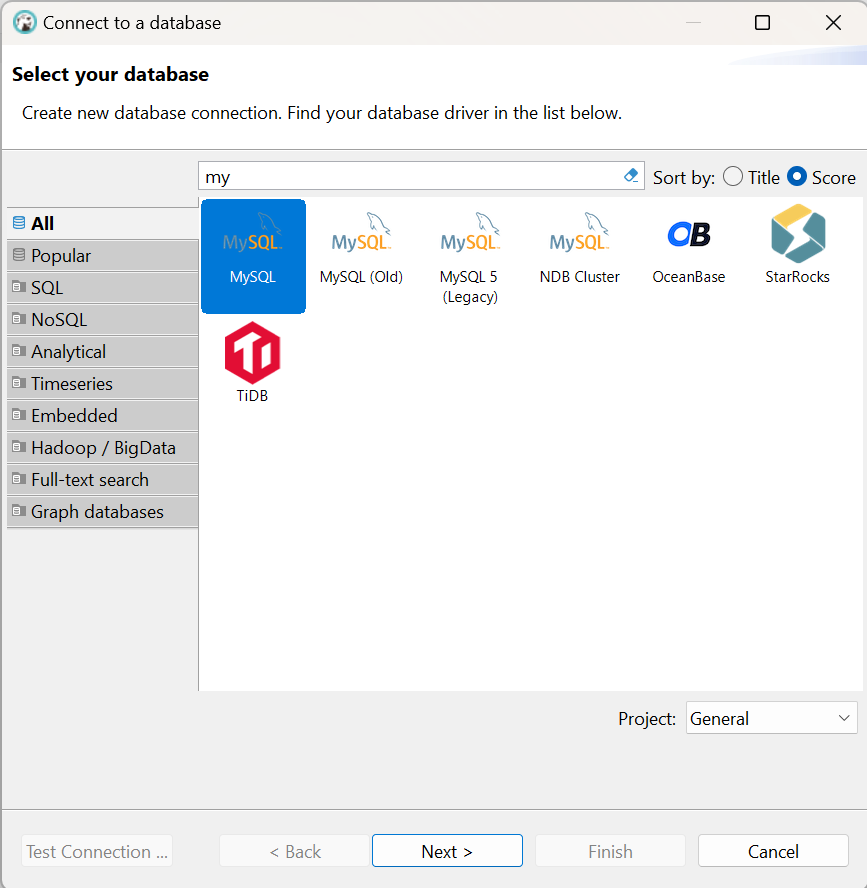 Connect to a database
Select your database
Create new database connection. Find your database driver in the list below.
my
Sort by: Title Score
All
Popular
SQL
NoSQL
Analytical
Timeseries
Embedded
Hadoop / BigData
Full-text search
Graph databases
MySQL MySQL MySQL MySQL OB
MySQL MySQL (Old) MySQL 5 (Legacy) NDB Cluster OceanBase StarRocks
TiDB
Project: General
Test Connection ... < Back Next > Finish Cancel